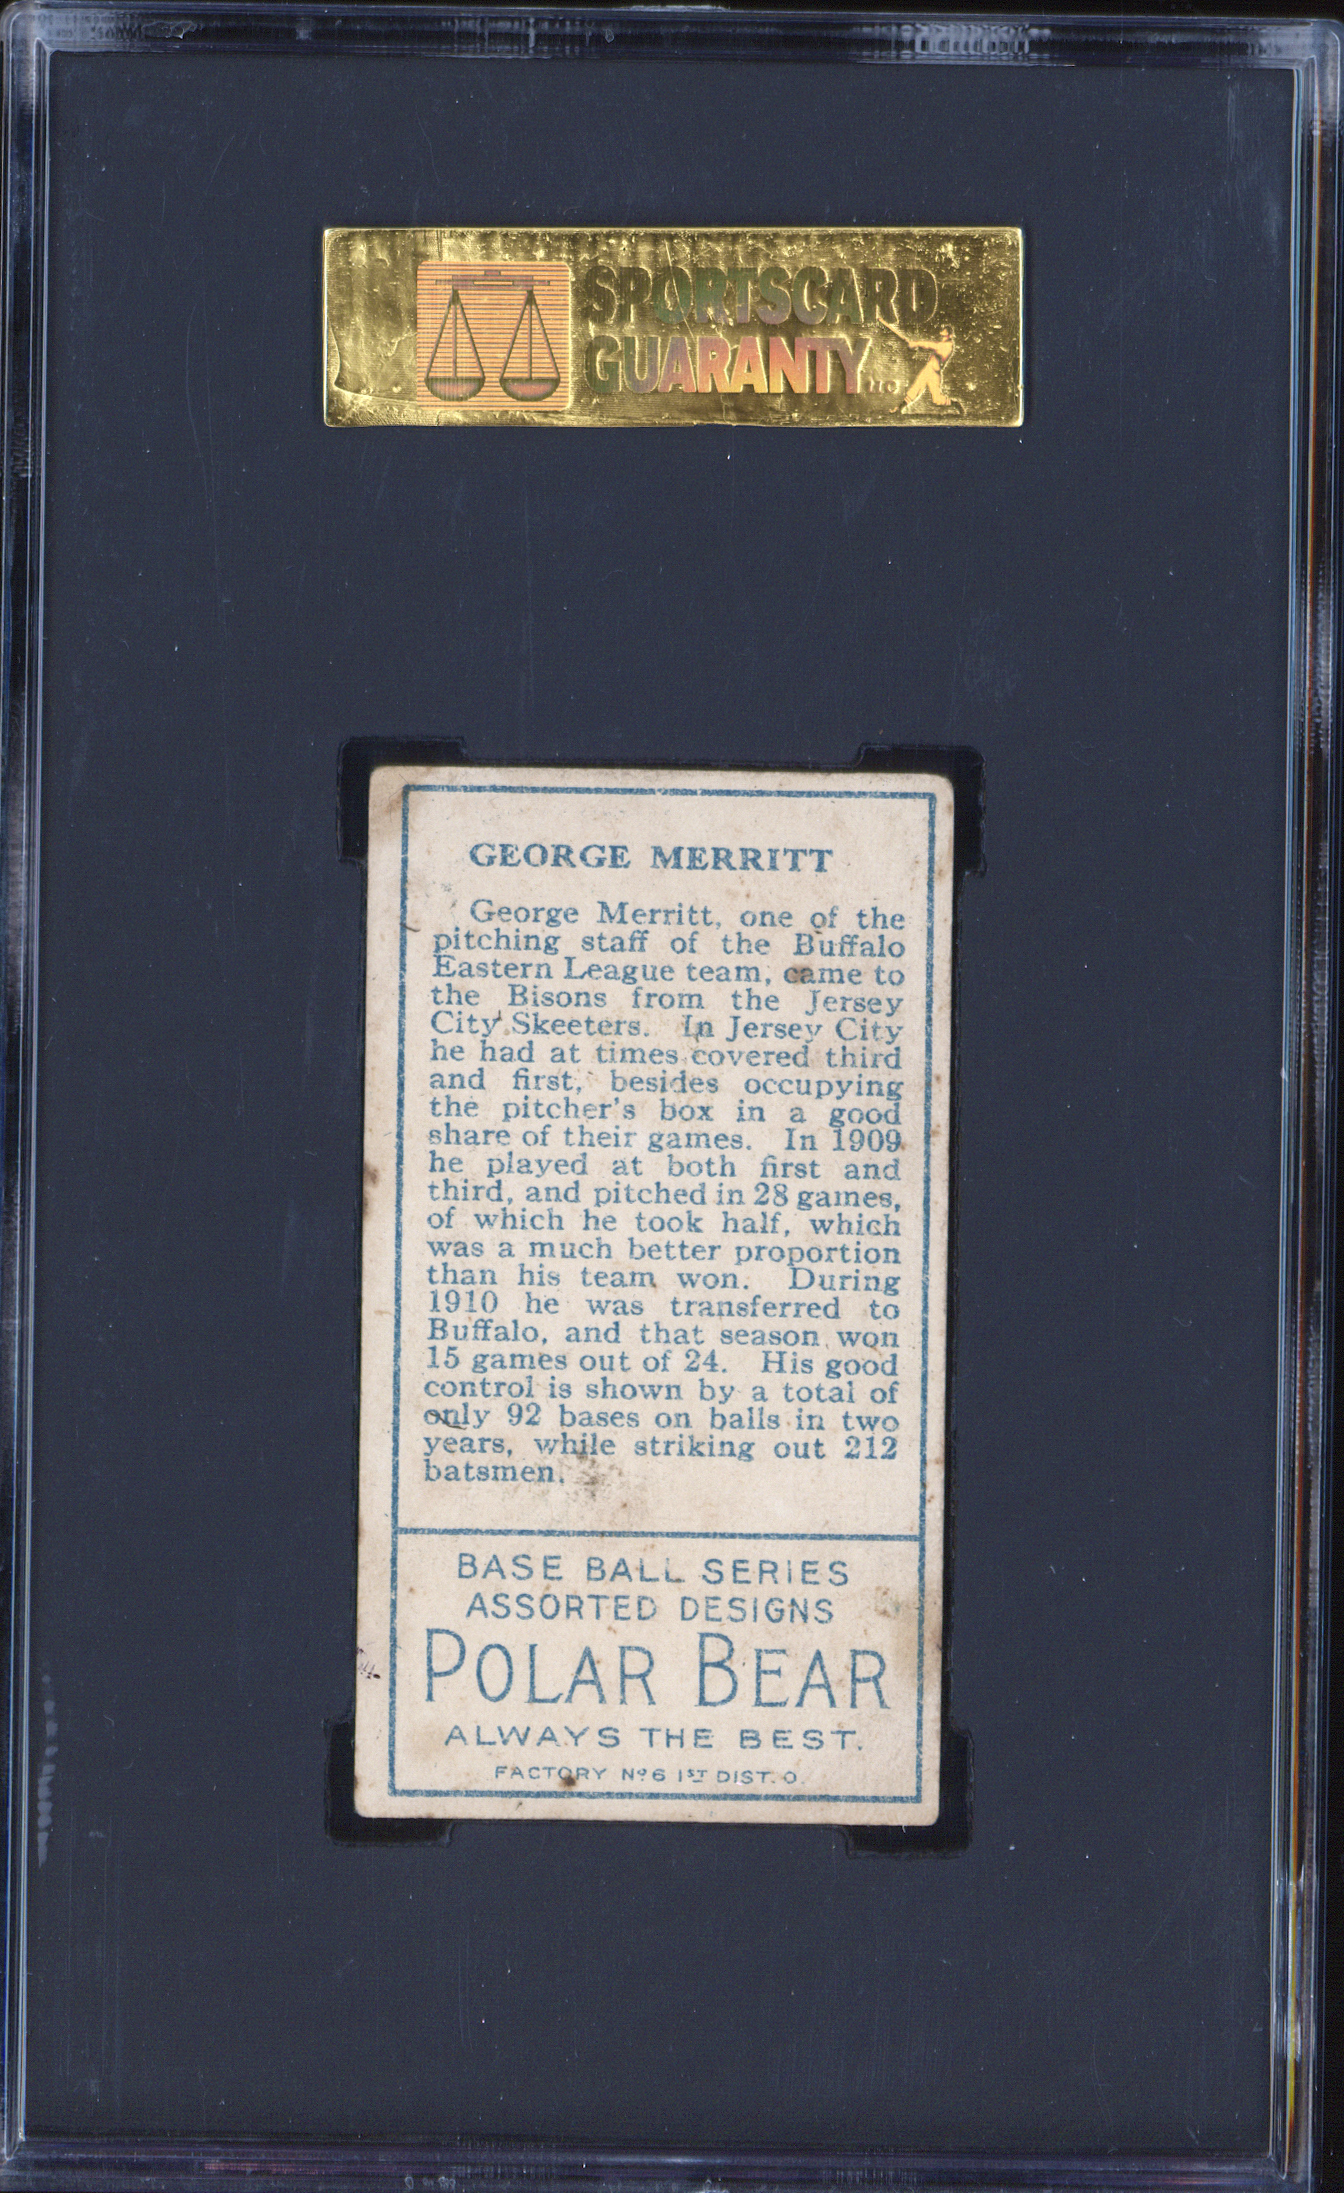 SPORTSCARD
GUARANTY LLC
GEORGE MERRITT
George Merritt, one of the
pitching staff of the Buffalo
Eastern League team, came to
the Bisons from the Jersey
City Skeeters. In Jersey City
he had at times covered third
and first, besides occupying
the pitcher's box in a good
share of their games. In 1909
he played at both first and
third, and pitched in 28 games,
of which he took half, which
was a much better proportion
than his team won. During
1910 he was transferred to
Buffalo, and that season won
15 games out of 24. His good
control is shown by a total of
only 92 bases on balls in two
years, while striking out 212
batsmen.
BASE BALL SERIES
ASSORTED DESIGNS
POLAR BEAR
ALWAYS THE BEST.
FACTORY Nº 6 1ST DIST. O.